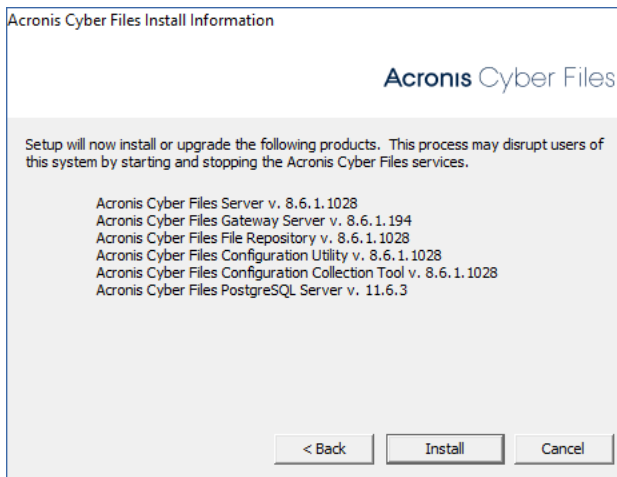 Acronis Cyber Files Install Information
Acronis Cyber Files
Setup will now install or upgrade the following products.  This process may disrupt users of
this system by starting and stopping the Acronis Cyber Files services.
Acronis Cyber Files Server v. 8.6.1.1028
Acronis Cyber Files Gateway Server v. 8.6.1.194
Acronis Cyber Files File Repository v. 8.6.1.1028
Acronis Cyber Files Configuration Utility v. 8.6.1.1028
Acronis Cyber Files Configuration Collection Tool v. 8.6.1.1028
Acronis Cyber Files PostgreSQL Server v. 11.6.3
< Back Install Cancel